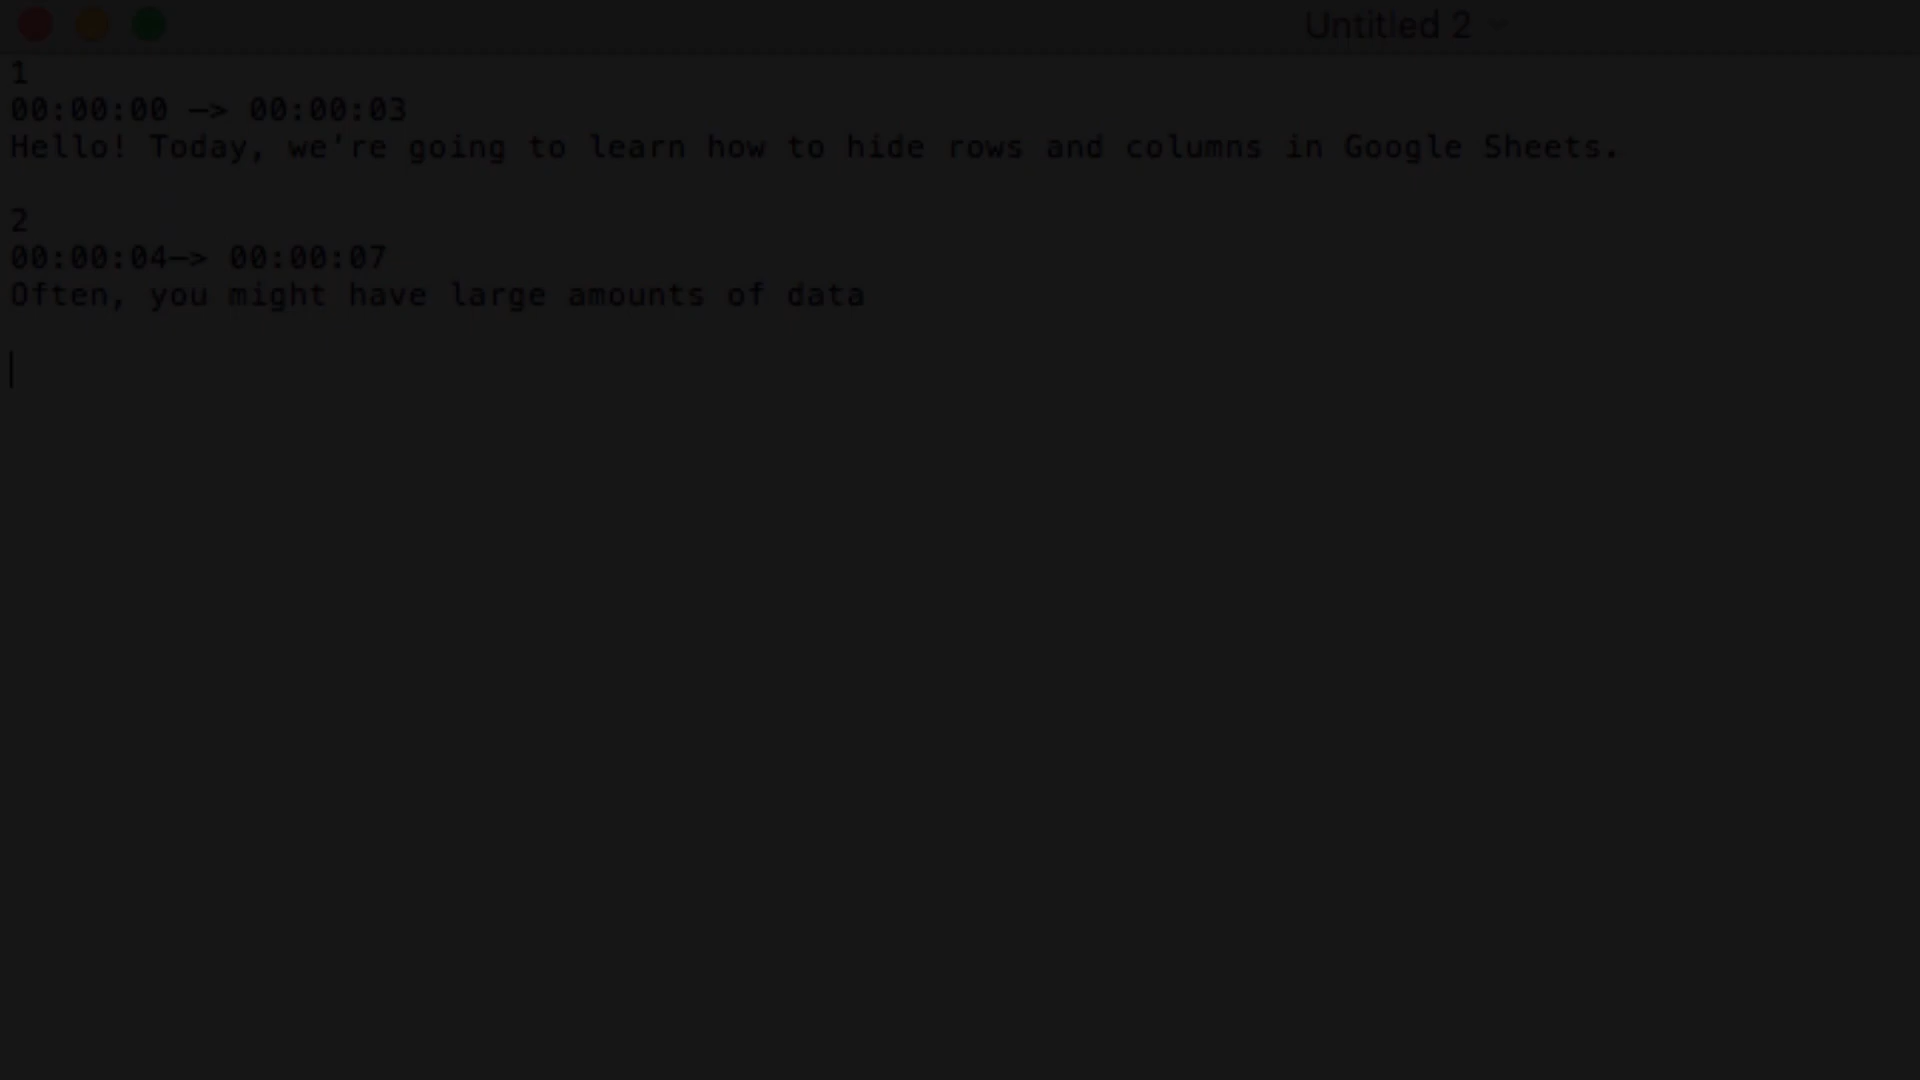 Untitled 2
1
00:00:00 —> 00:00:03
Hello! Today, we're going to learn how to hide rows and columns in Google Sheets.
2
00:00:04—> 00:00:07
Often, you might have large amounts of data